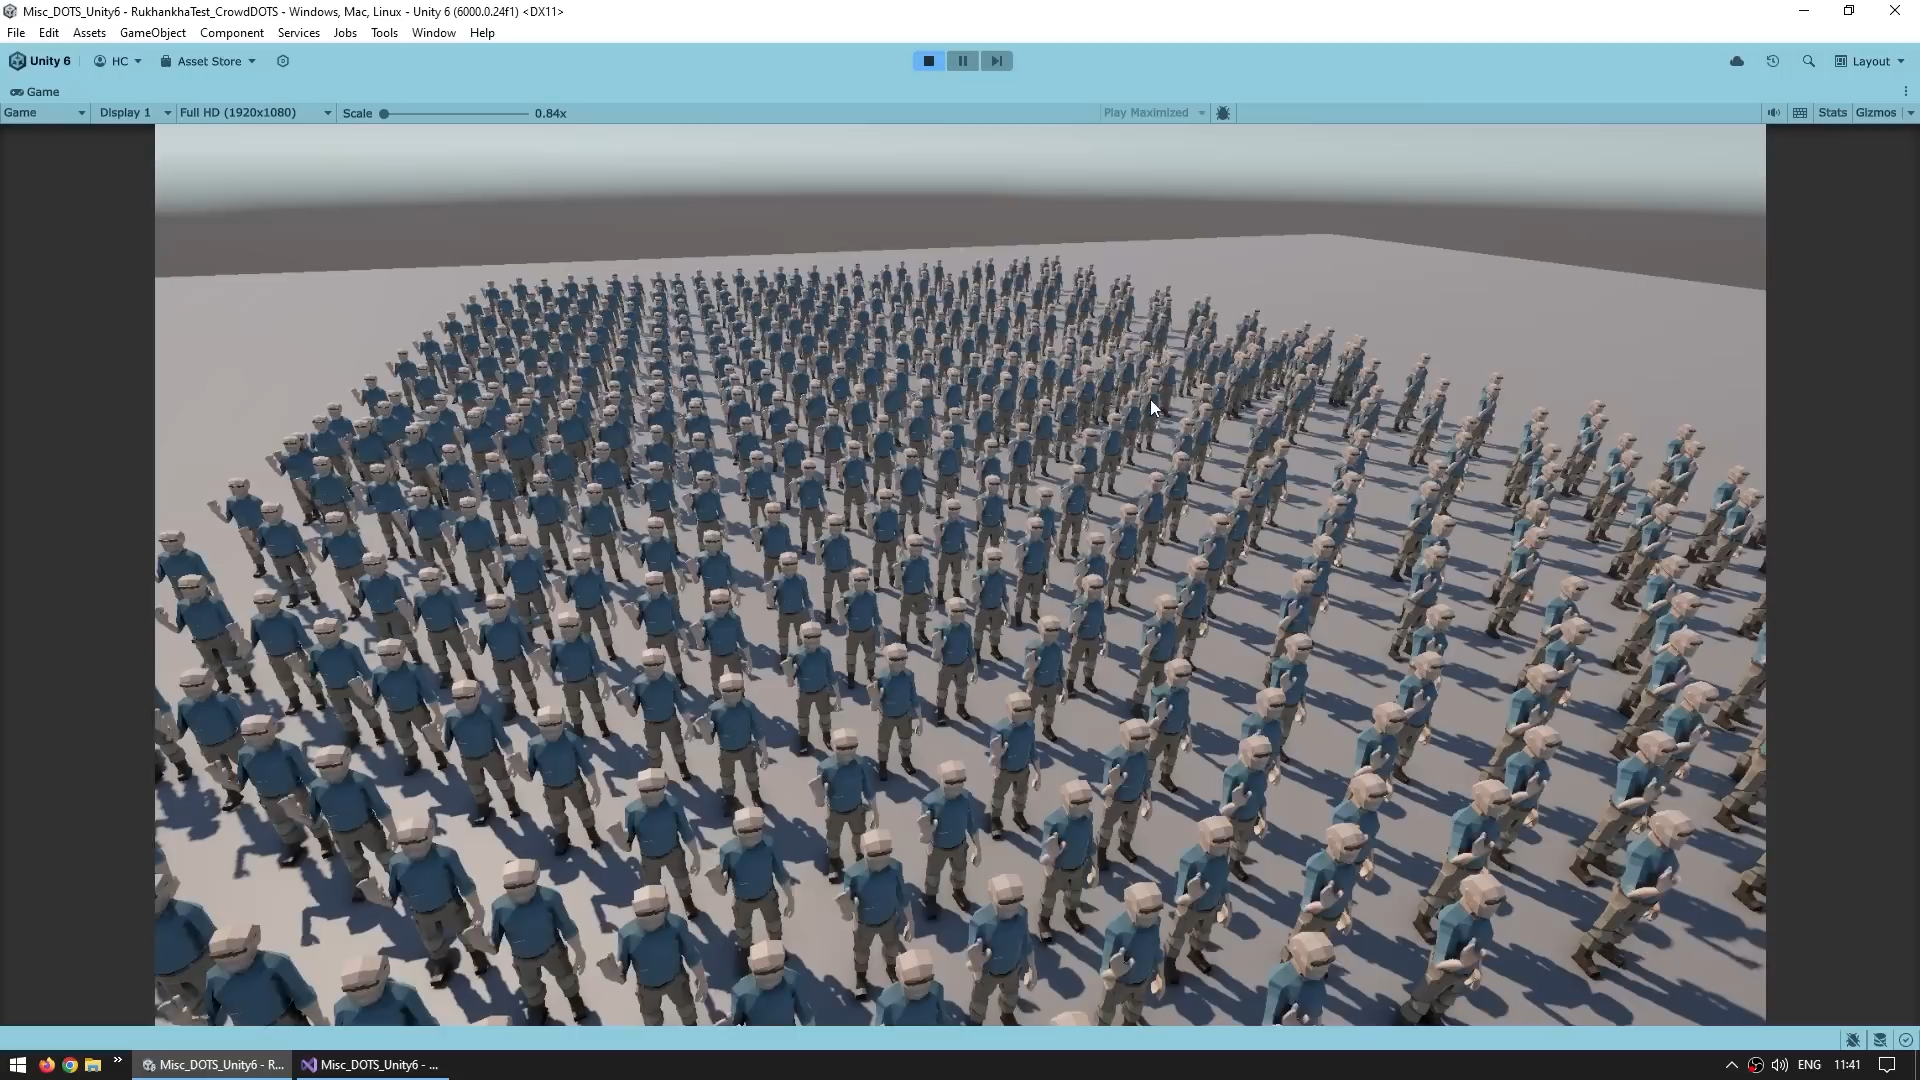 Misc_DOTS_Unity6 - RukhankhaTest_CrowdDOTS - Windows, Mac, Linux - Unity 6 (6000.0.24f1) <DX11>
File Edit Assets GameObject Component Services Jobs Tools Window Help
Unity 6 HC Asset Store Layout
Game
Game Display 1 Full HD (1920x1080) Scale 0.84x Play Maximized Stats Gizmos
Misc_DOTS_Unity6 - R... Misc_DOTS_Unity6 - ... ENG 11:41